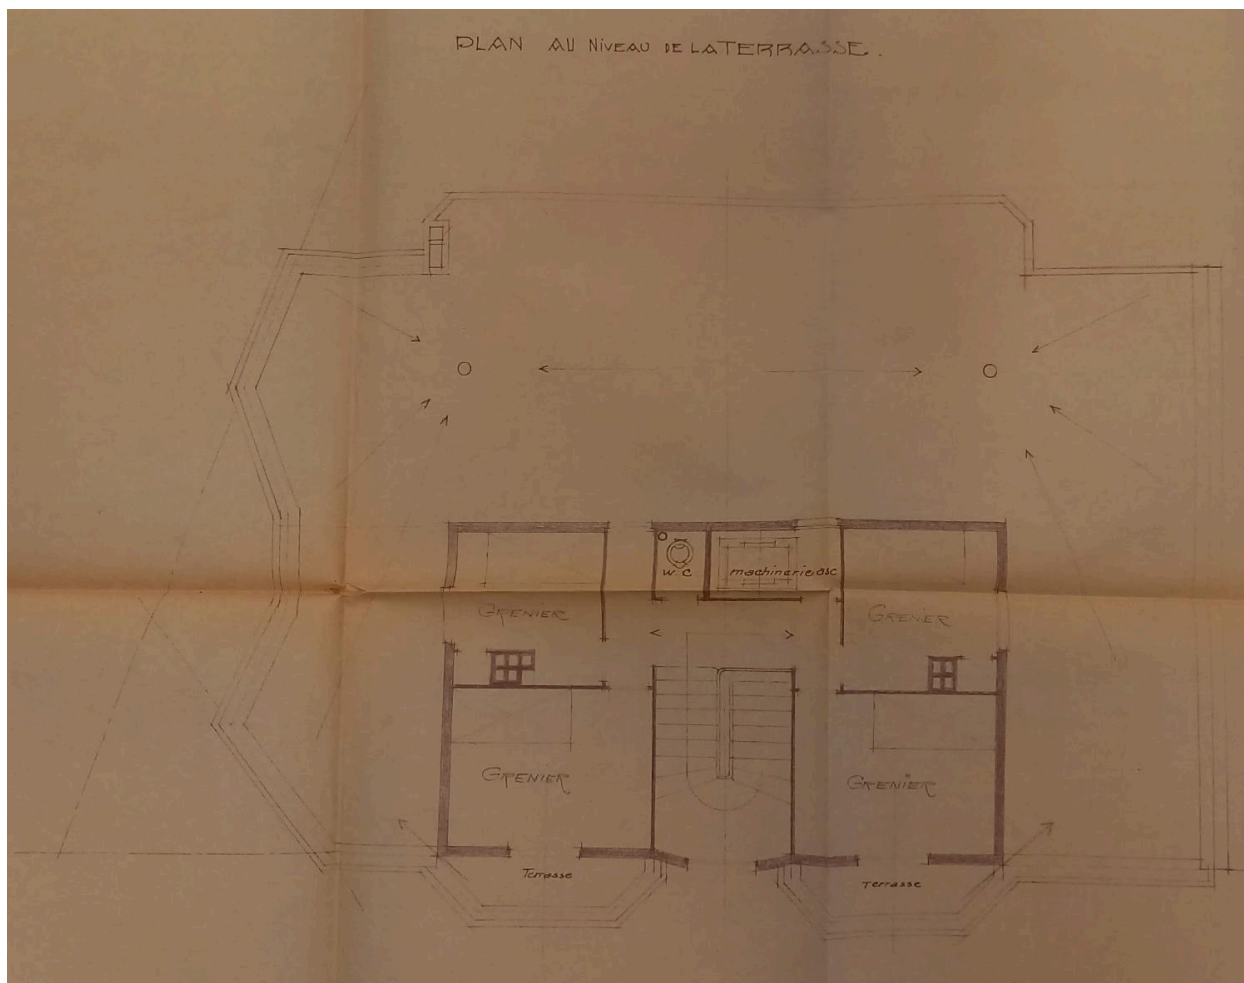 PLAN AU NIVEAU DE LA TERRASSE.
W.C
machinerie asc
GRENIER
GRENIER
GRENIER
GRENIER
Terrasse
Terrasse